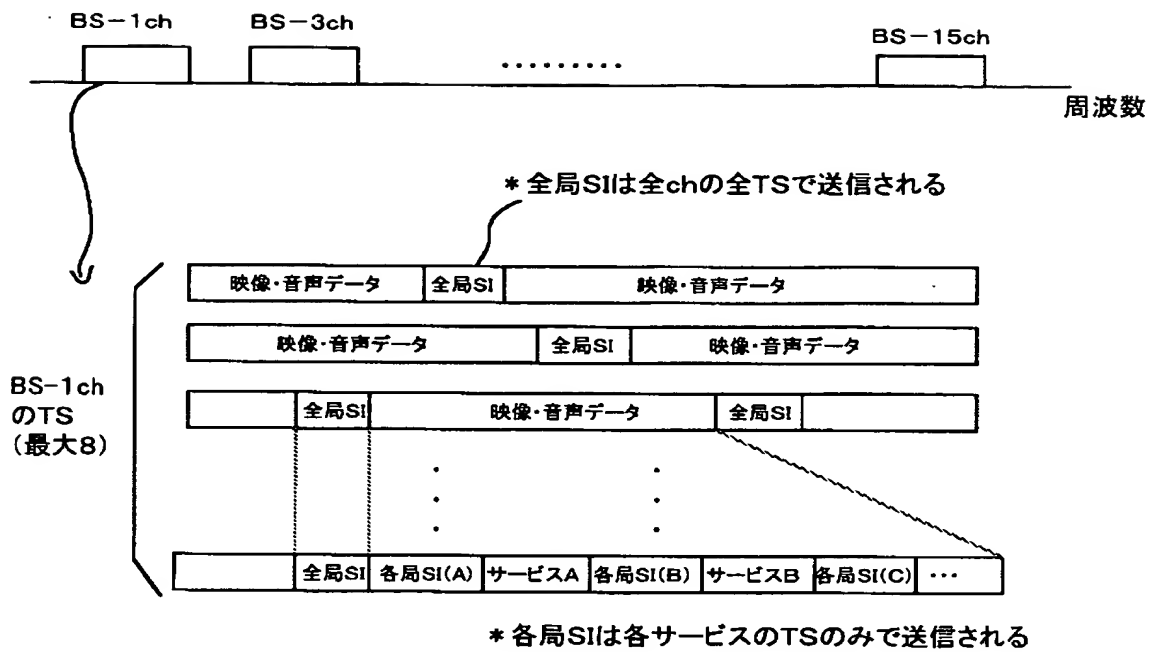 BS－1ch
BS－3ch
BS－15ch
・・・・・・・・・
周波数
＊全局SIは全chの全TSで送信される
映像・音声データ 全局SI 映像・音声データ
映像・音声データ 全局SI 映像・音声データ
BS-1ch
のTS
（最大8）
全局SI 映像・音声データ 全局SI
全局SI 各局SI(A) サービスA 各局SI(B) サービスB 各局SI(C) ・・・
＊各局SIは各サービスのTSのみで送信される